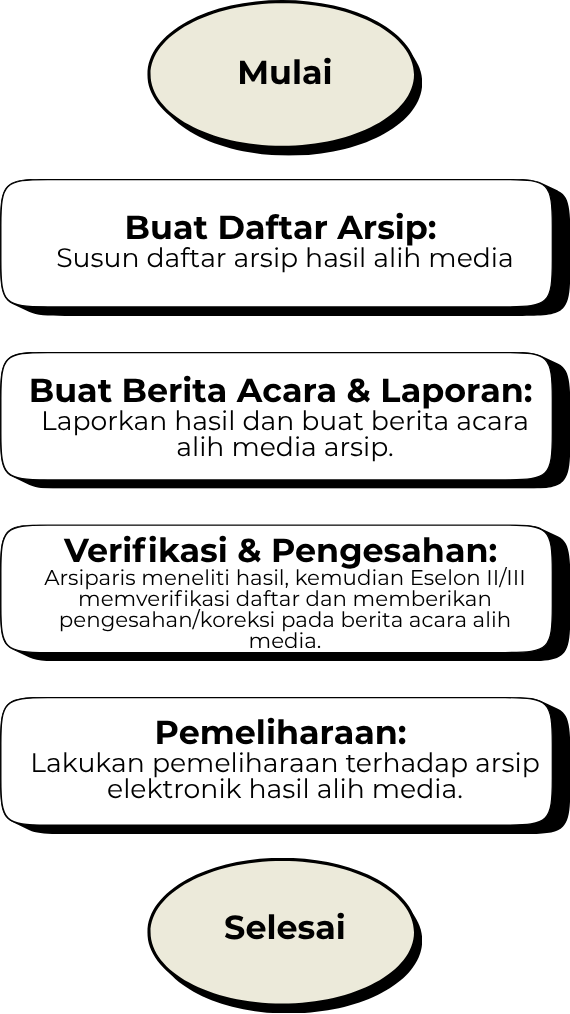 Mulai
Buat Daftar Arsip:
Susun daftar arsip hasil alih media
Buat Berita Acara & Laporan:
Laporkan hasil dan buat berita acara
alih media arsip.
Verifikasi & Pengesahan:
Arsiparis meneliti hasil, kemudian Eselon II/III
memverifikasi daftar dan memberikan
pengesahan/koreksi pada berita acara alih
media.
Pemeliharaan:
Lakukan pemeliharaan terhadap arsip
elektronik hasil alih media.
Selesai